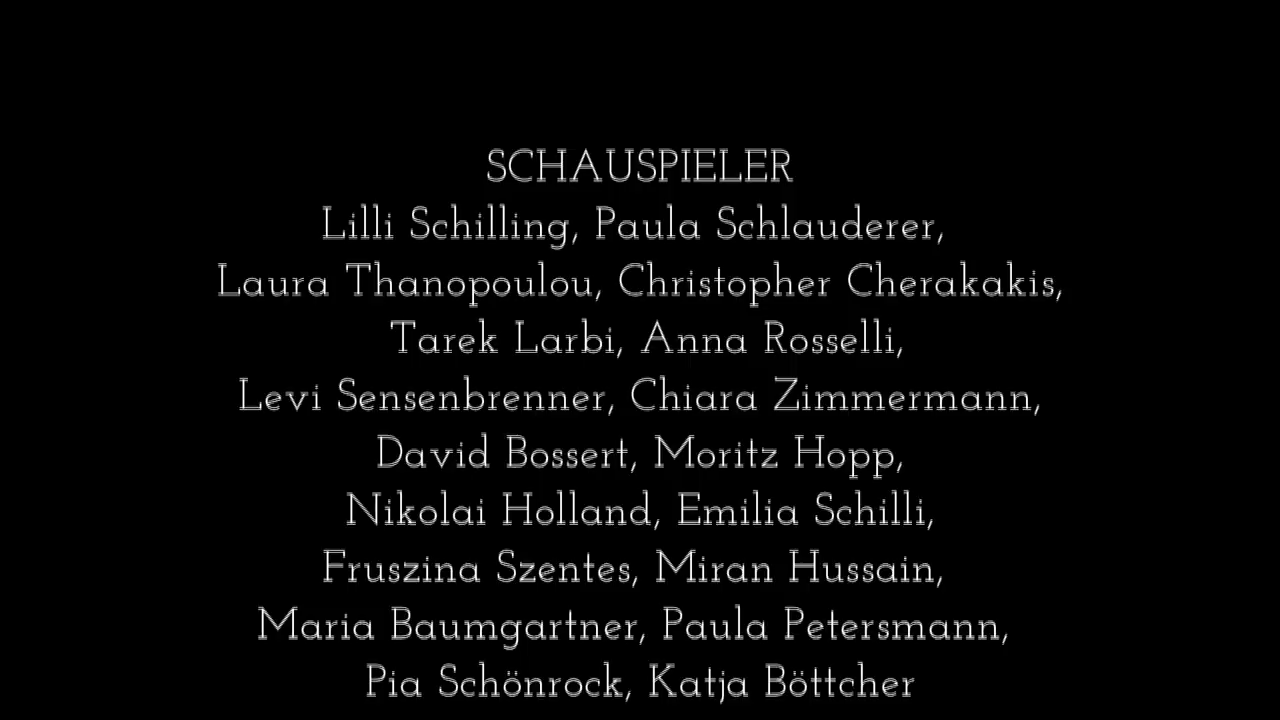 SCHAUSPIELER
Lilli Schilling, Paula Schlauderer,
Laura Thanopoulou, Christopher Cherakakis,
Tarek Larbi, Anna Rosselli,
Levi Sensenbrenner, Chiara Zimmermann,
David Bossert, Moritz Hopp,
Nikolai Holland, Emilia Schilli,
Fruszina Szentes, Miran Hussain,
Maria Baumgartner, Paula Petersmann,
Pia Schönrock, Katja Böttcher